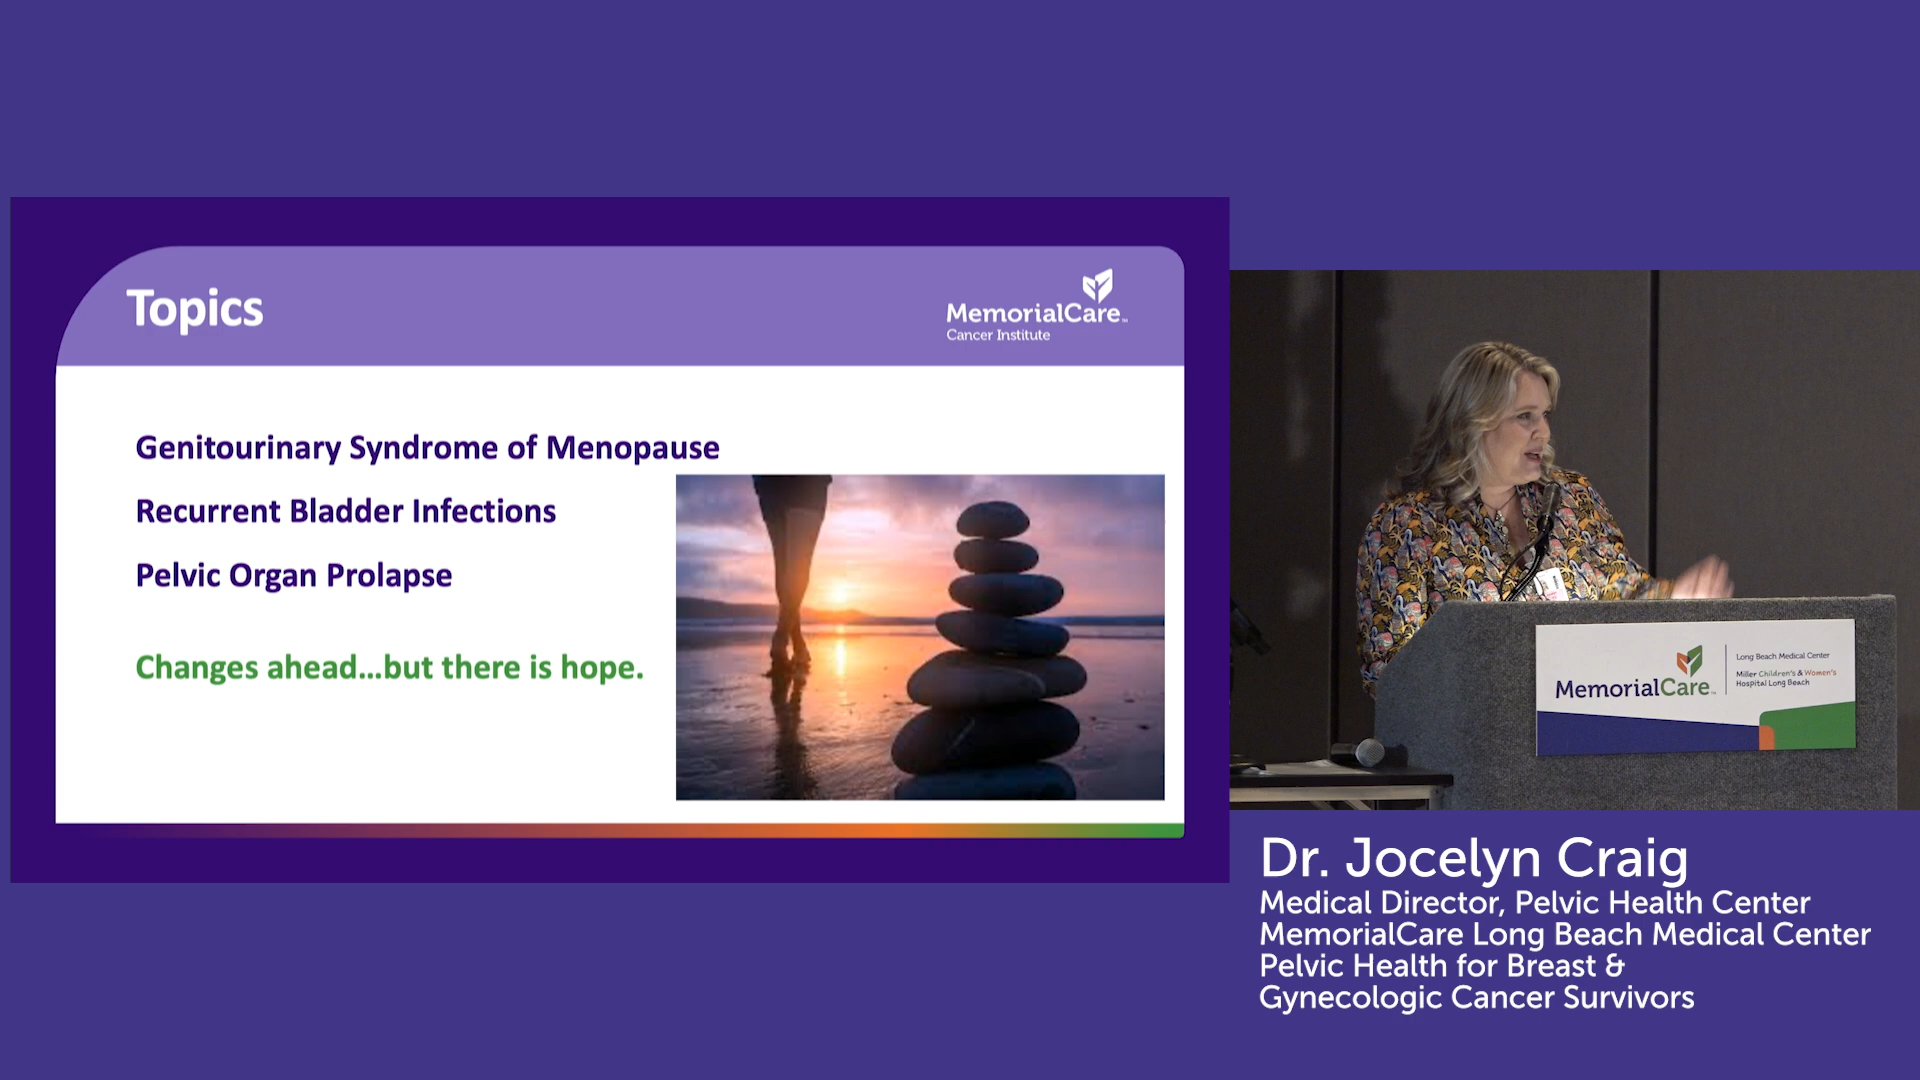 Topics
MemorialCare™
Cancer Institute
Genitourinary Syndrome of Menopause
Recurrent Bladder Infections
Pelvic Organ Prolapse
Changes ahead...but there is hope.
MemorialCare™
Long Beach Medical Center
Miller Children's & Women's
Hospital Long Beach
Dr. Jocelyn Craig
Medical Director, Pelvic Health Center
MemorialCare Long Beach Medical Center
Pelvic Health for Breast &
Gynecologic Cancer Survivors